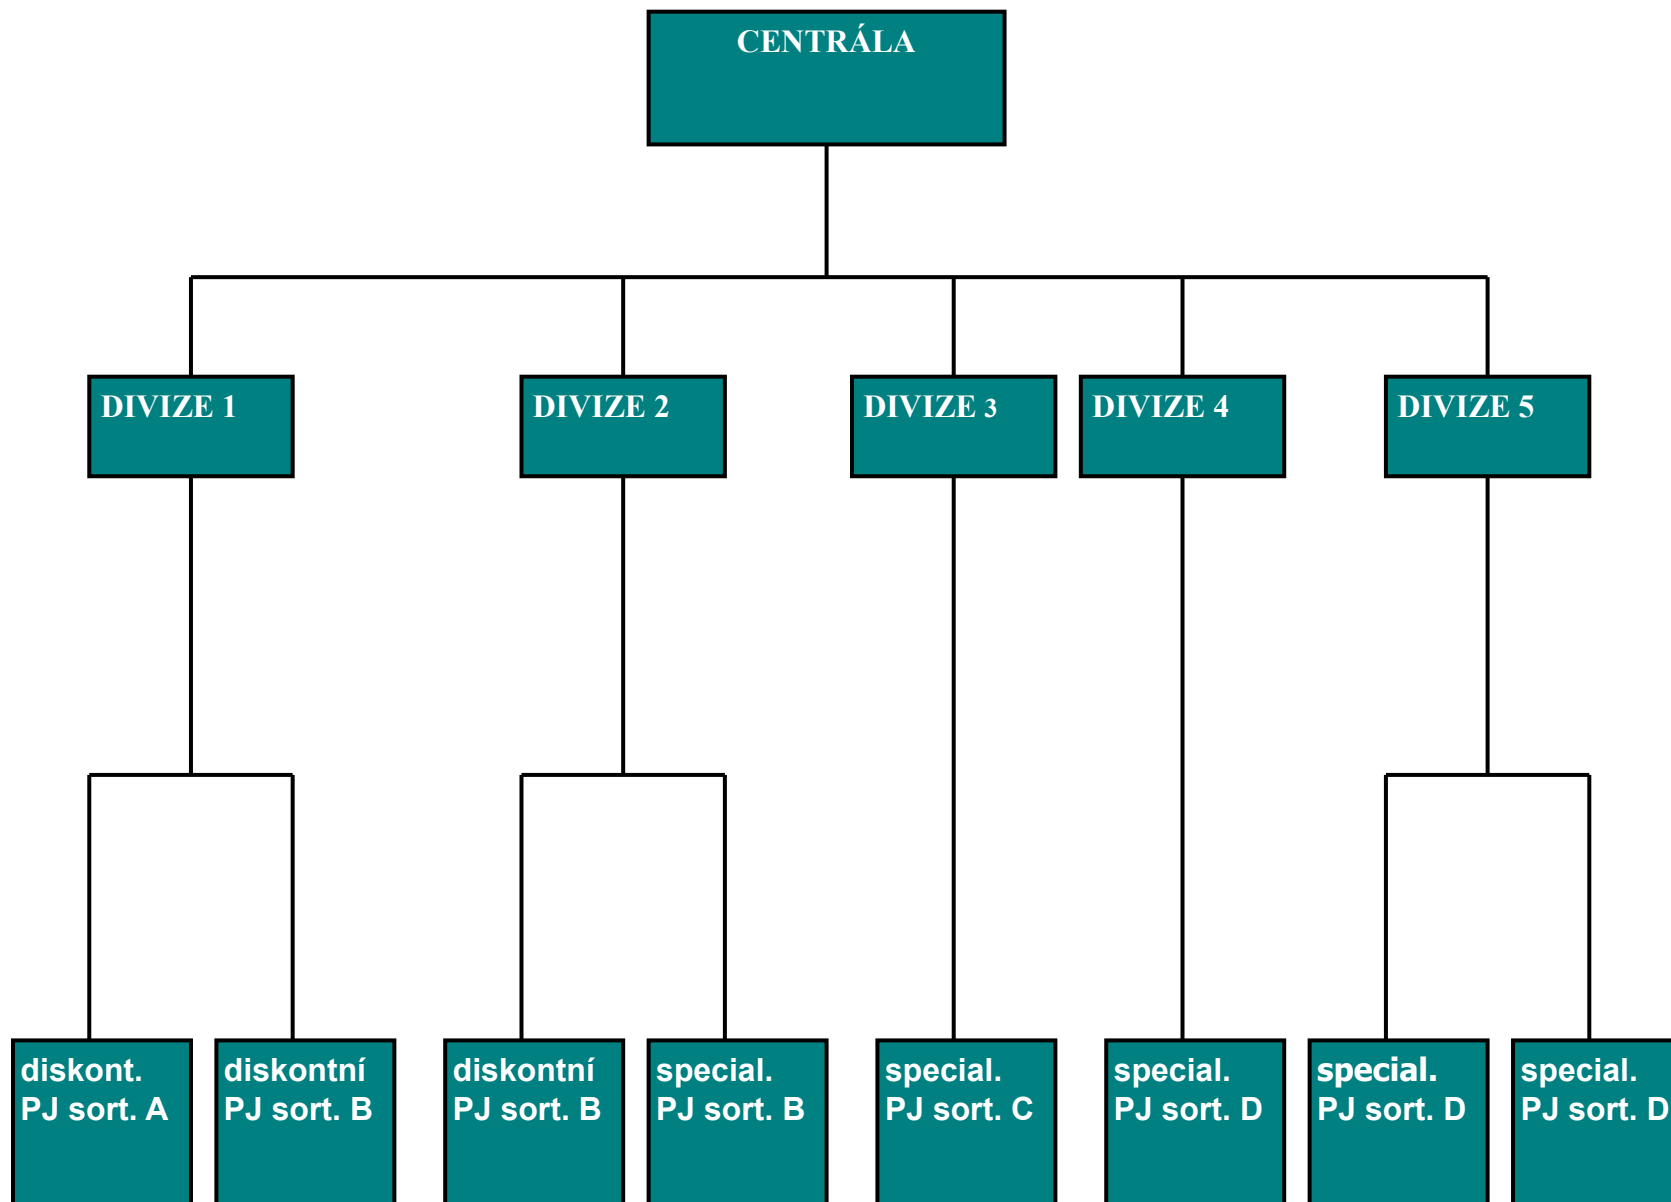 CENTRÁLA
DIVIZE 1
DIVIZE 2
DIVIZE 3
DIVIZE 4
DIVIZE 5
diskont.
PJ sort. A
diskontní
PJ sort. B
diskontní
PJ sort. B
special.
PJ sort. B
special.
PJ sort. C
special.
PJ sort. D
special.
PJ sort. D
special.
PJ sort. D